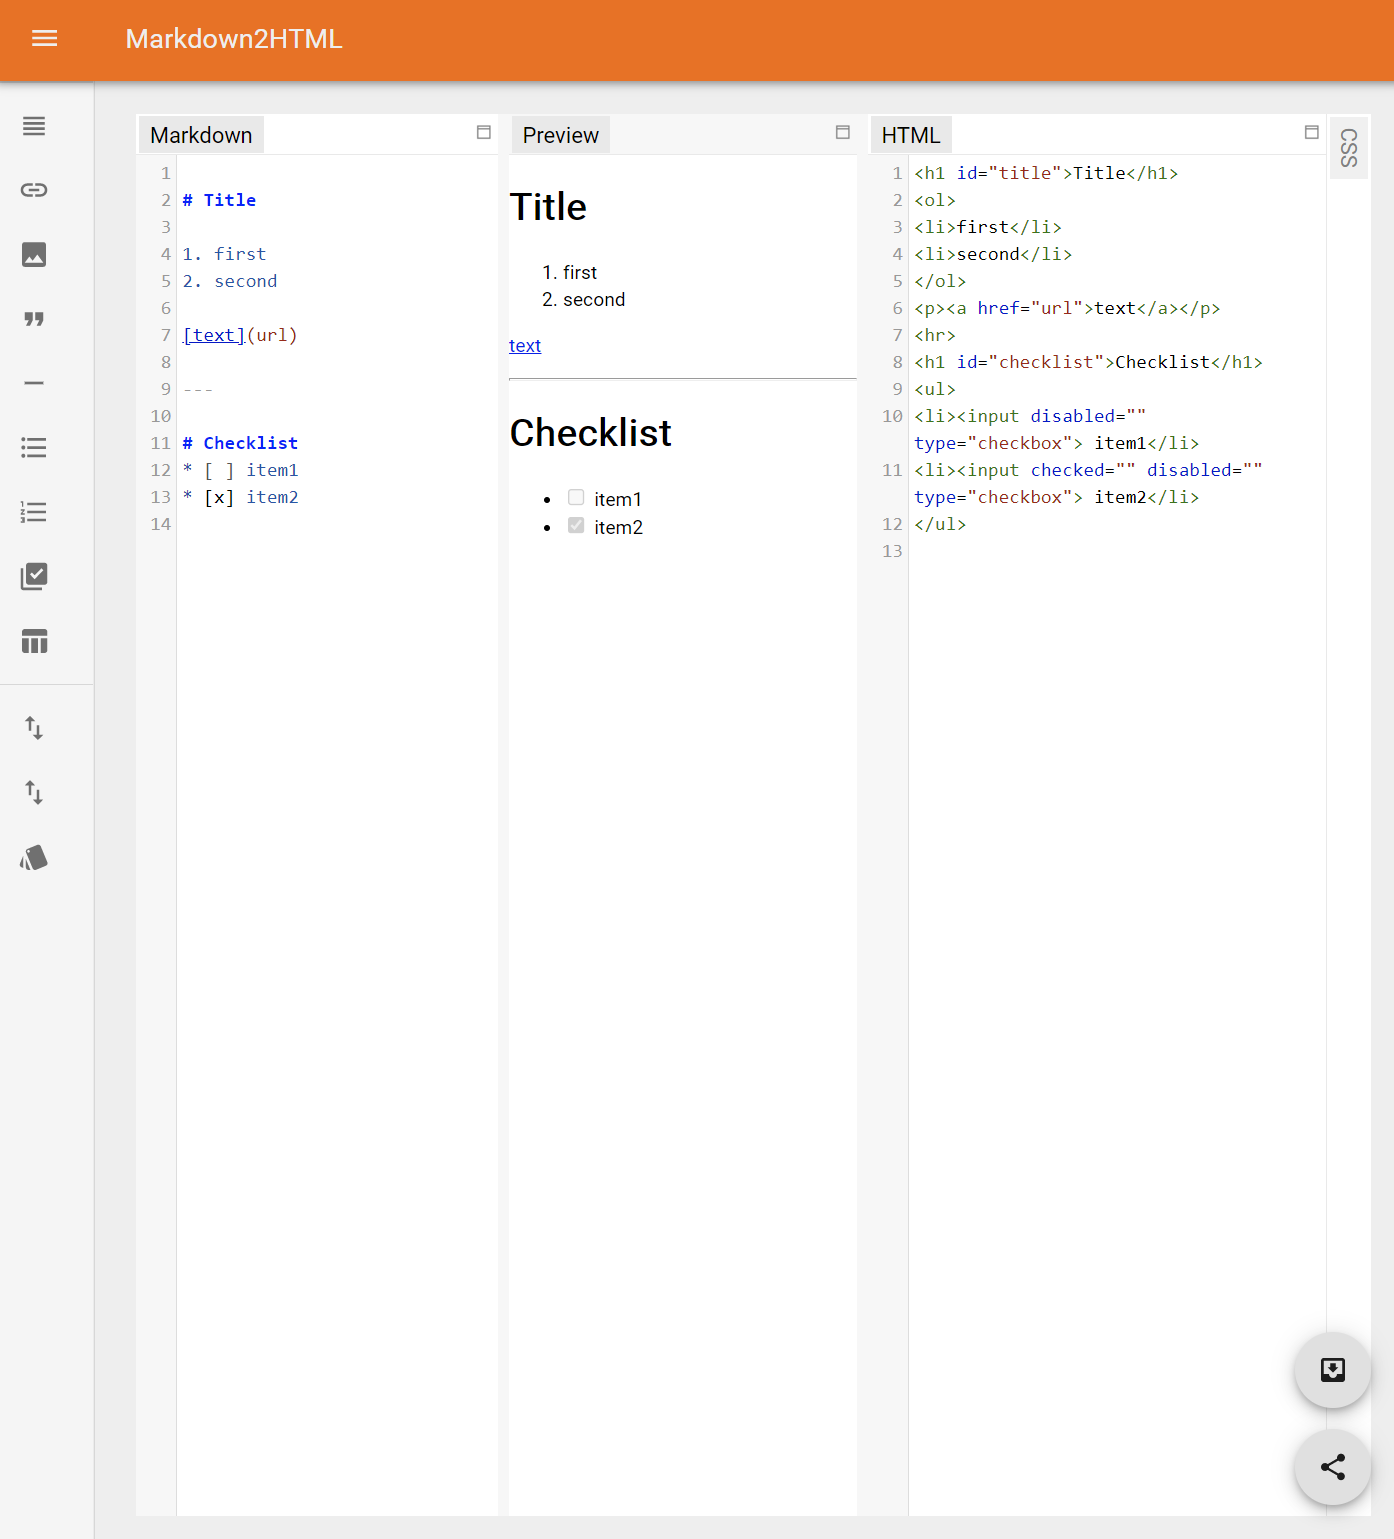 Markdown2HTML
Markdown
1
2 # Title
3
4 1. first
5 2. second
6
7 [text](url)
8
9 ---
10
11 # Checklist
12 * [ ] item1
13 * [x] item2
14
Preview
Title
1. first
2. second
text
Checklist
item1
item2
HTML
1 <h1 id="title">Title</h1>
2 <ol>
3 <li>first</li>
4 <li>second</li>
5 </ol>
6 <p><a href="url">text</a></p>
7 <hr>
8 <h1 id="checklist">Checklist</h1>
9 <ul>
10 <li><input disabled=""
type="checkbox"> item1</li>
11 <li><input checked="" disabled=""
type="checkbox"> item2</li>
12 </ul>
13
CSS